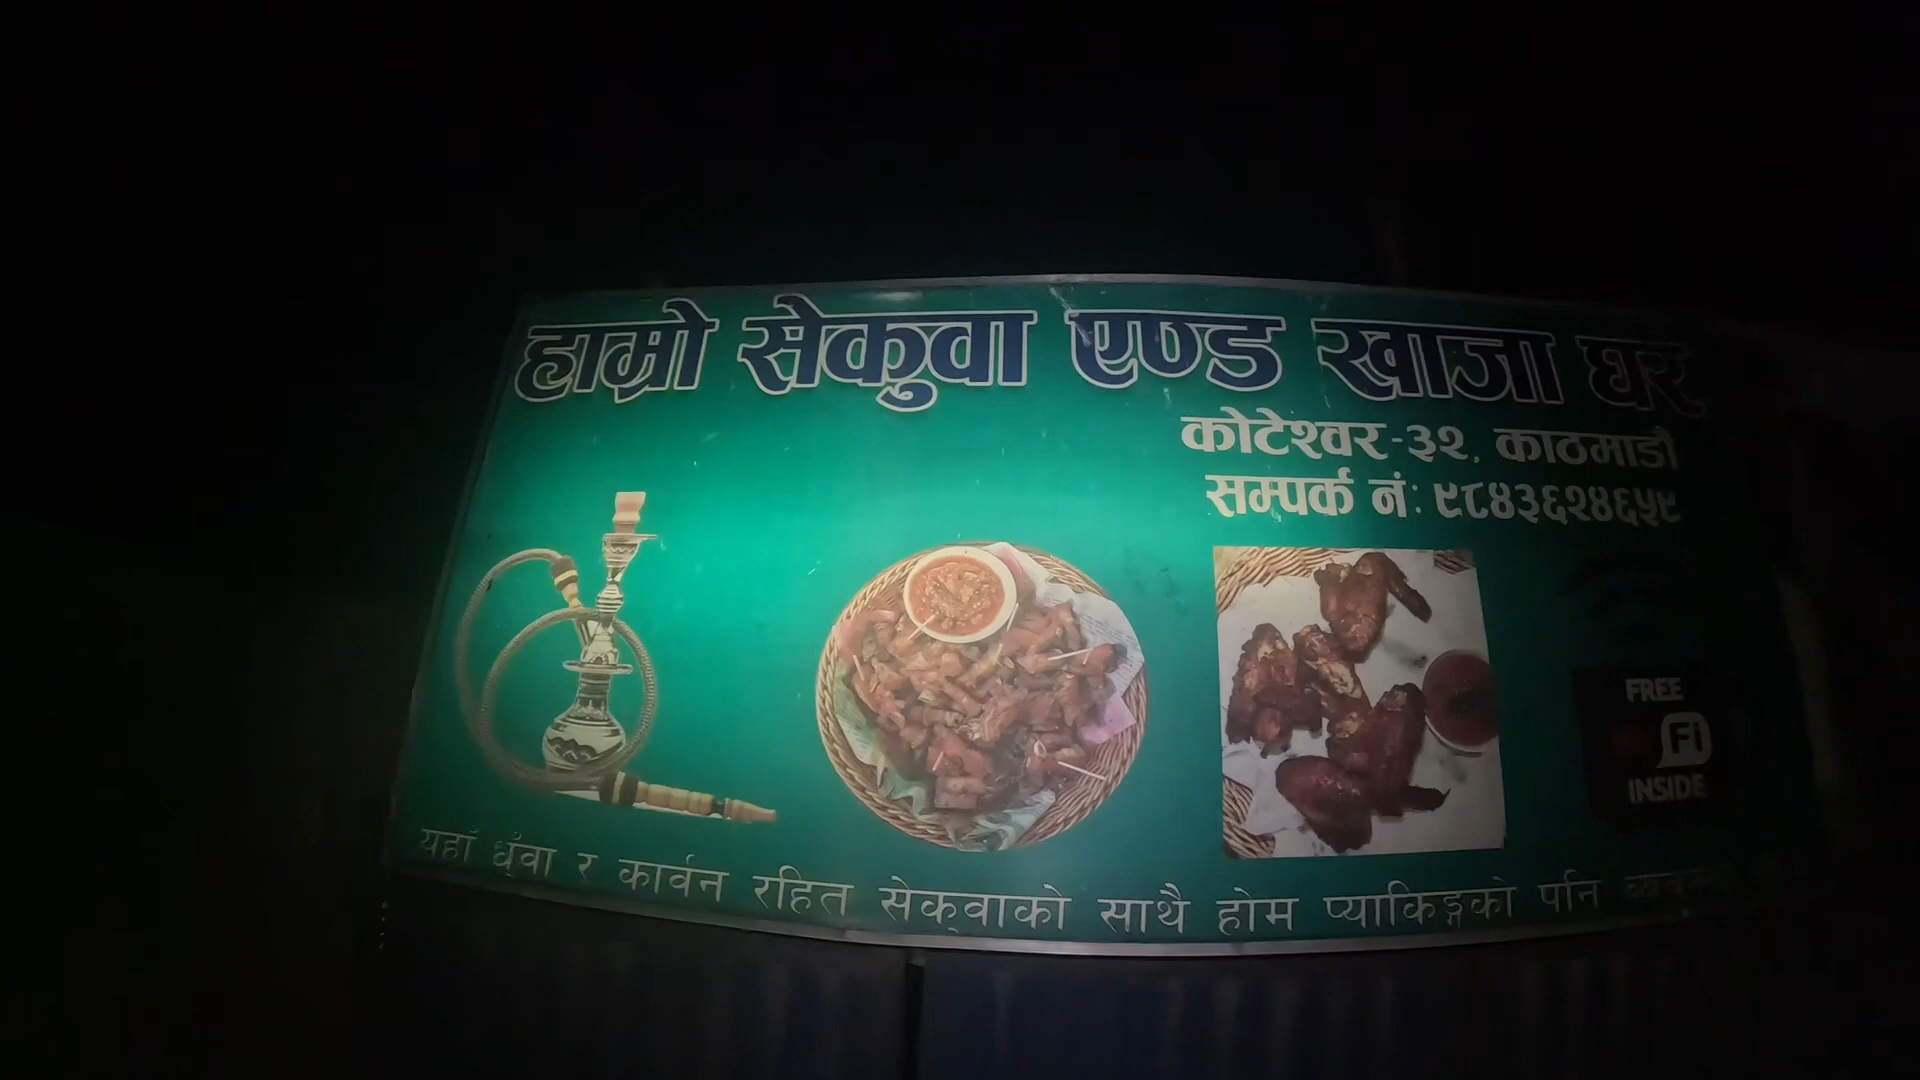 हाम्रो सेकुवा एण्ड खाजा घर
कोटेश्वर-३२, काठमाडौं
सम्पर्क नं: ९८४३६२४६५९
FREE
Fi
INSIDE
यहाँ धुँवा र कार्वन रहित सेकुवाको साथै होम प्याकिङ्गको पनि